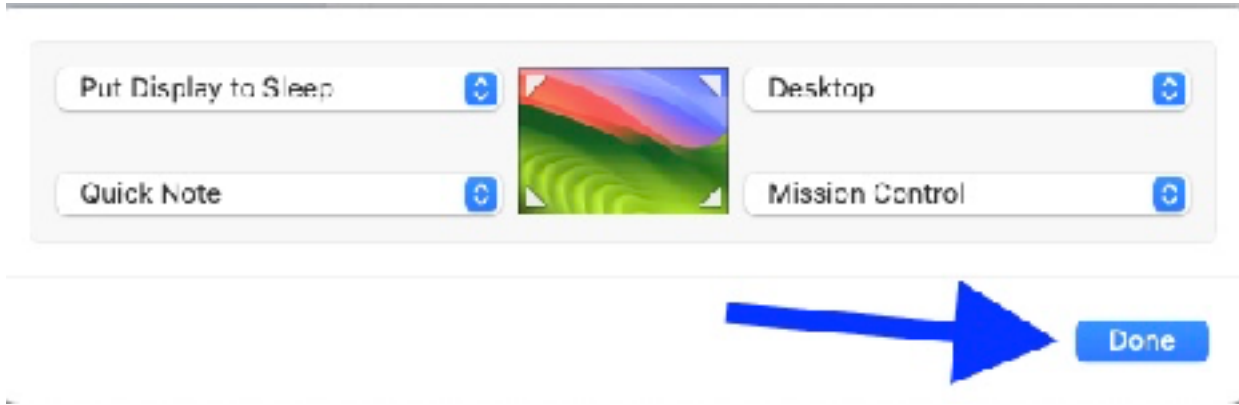 Put Display to Sleep
Desktop
Quick Note
Mission Control
Done